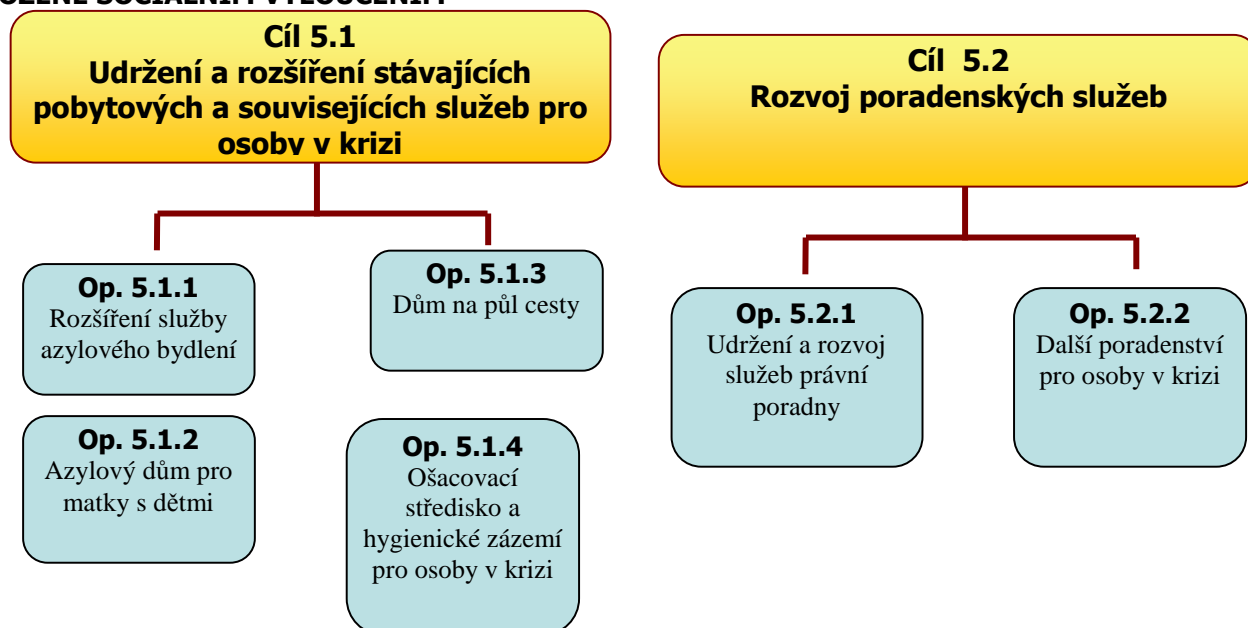 SOCIÁLNÍM VYLOUČENÍM
Cíl 5.1
Udržení a rozšíření stávajících
pobytových a souvisejících služeb pro
osoby v krizi
Cíl 5.2
Rozvoj poradenských služeb
Op. 5.1.1
Rozšíření služby
azylového bydlení
Op. 5.1.3
Dům na půl cesty
Op. 5.1.2
Azylový dům pro
matky s dětmi
Op. 5.1.4
Ošacovací
středisko a
hygienické zázemí
pro osoby v krizi
Op. 5.2.1
Udržení a rozvoj
služeb právní
poradny
Op. 5.2.2
Další poradenství
pro osoby v krizi